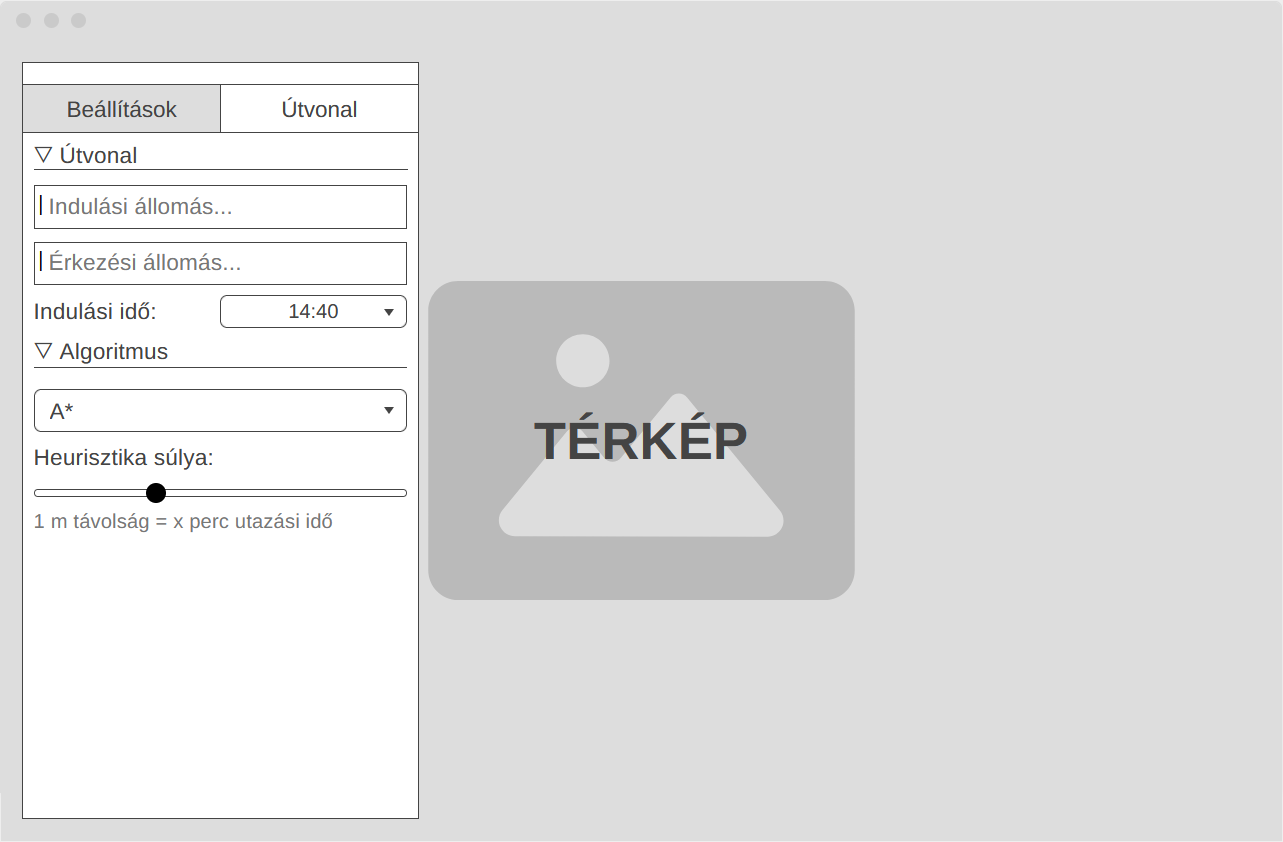 Beállítások
Útvonal
Útvonal
Indulási állomás...
Érkezési állomás...
Indulási idő:
14:40
Algoritmus
A*
Heurisztika súlya:
1 m távolság = x perc utazási idő
TÉRKÉP